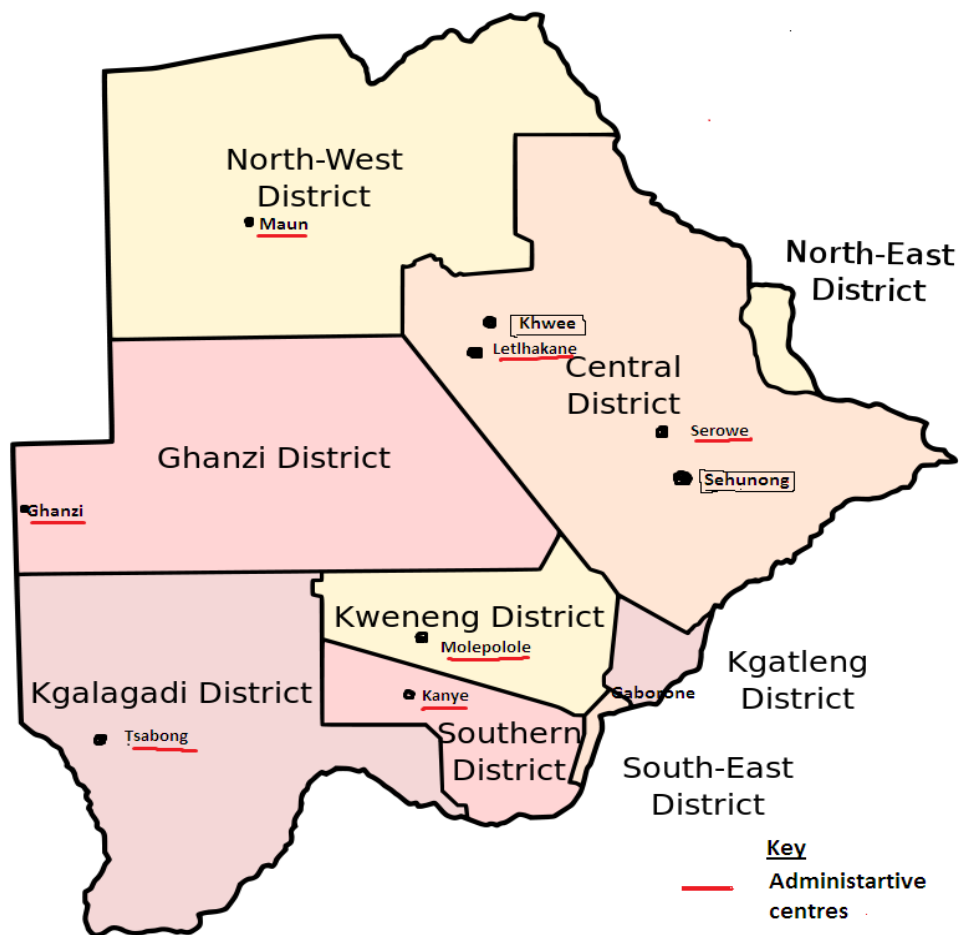 North-West
District
Maun
North-East
District
Khwee
Letlhakane
Central
District
Serowe
Ghanzi District
Sehunong
Ghanzi
Kweneng District
Molepolole
Kgatleng
District
Kgalagadi District
Kanye
Gaborone
Tsabong
Southern
District
South-East
District
Key
Administartive
centres